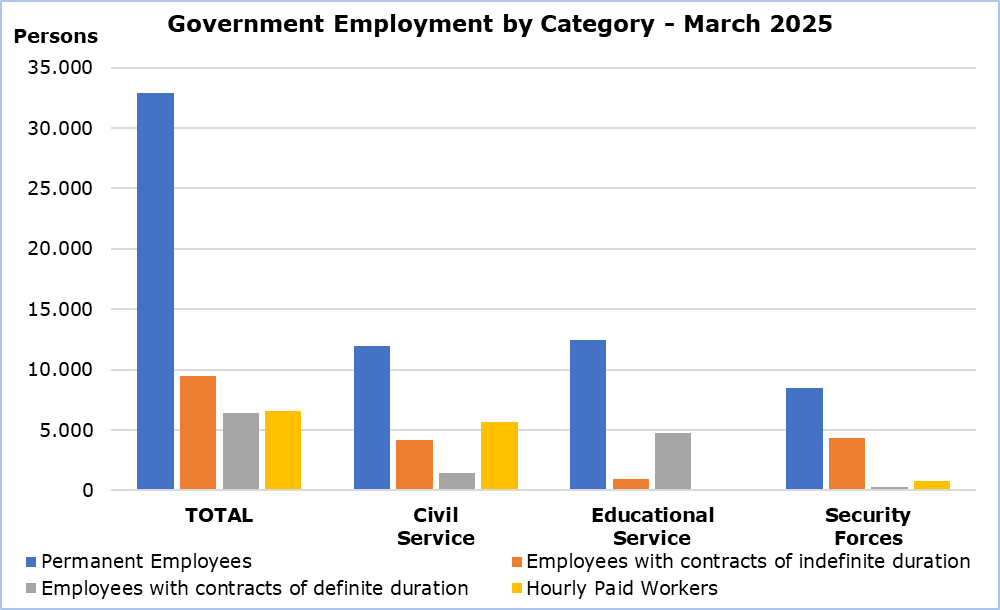 Government Employment by Category - March 2025
Persons
35.000
30.000
25.000
20.000
15.000
10.000
5.000
0
TOTAL
Civil
Service
Educational
Service
Security
Forces
Permanent Employees
Employees with contracts of indefinite duration
Employees with contracts of definite duration
Hourly Paid Workers